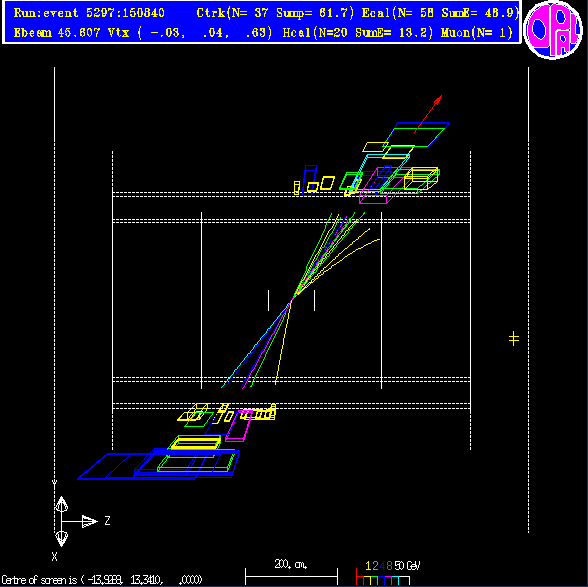 Run:event 5297:150840 Ctrk(N= 37 Sump= 61.7) Ecal(N= 58 SumE= 48.9)
Ebeam 45.607 Vtx ( -.03, .04, .63) Hcal(N=20 SumE= 13.2) Muon(N= 1)
OPAL
Y
Z
X
200. cm.
1 2 4 8 50 GeV
Centre of screen is ( -13.9268, 13.3410, .0000)